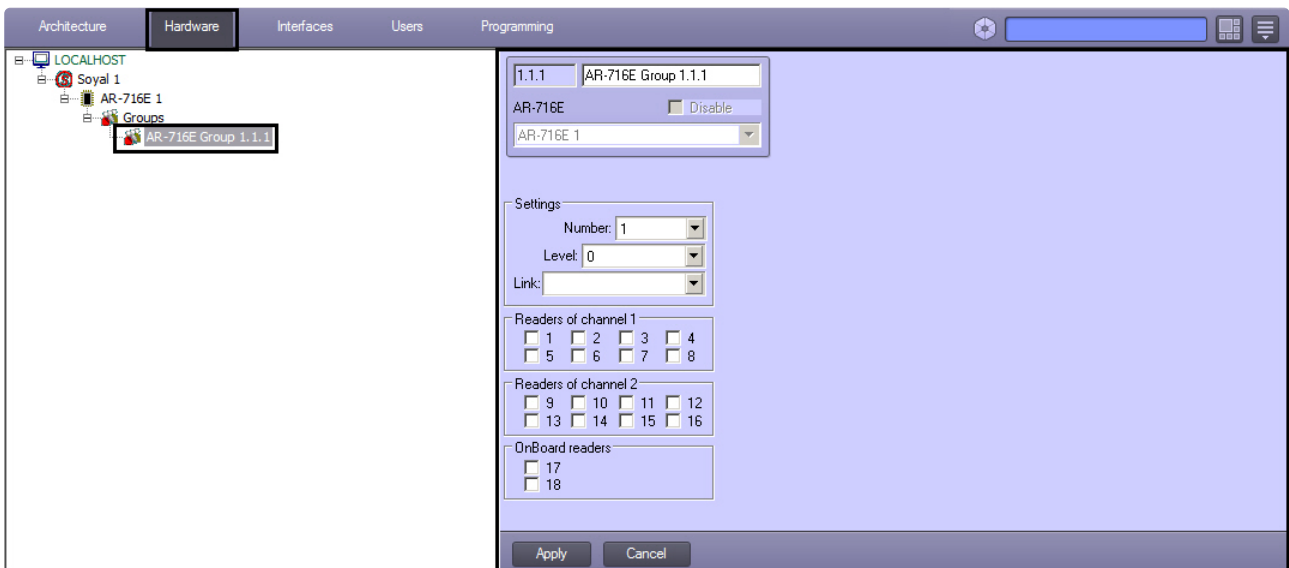 Architecture Hardware Interfaces Users Programming
LOCALHOST
Soyal 1
AR-716E 1
Groups
AR-716E Group 1.1.1
1.1.1 AR-716E Group 1.1.1
AR-716E Disable
AR-716E 1
Settings
Number: 1
Level: 0
Link:
Readers of channel 1
1 2 3 4
5 6 7 8
Readers of channel 2
9 10 11 12
13 14 15 16
OnBoard readers
17
18
Apply Cancel